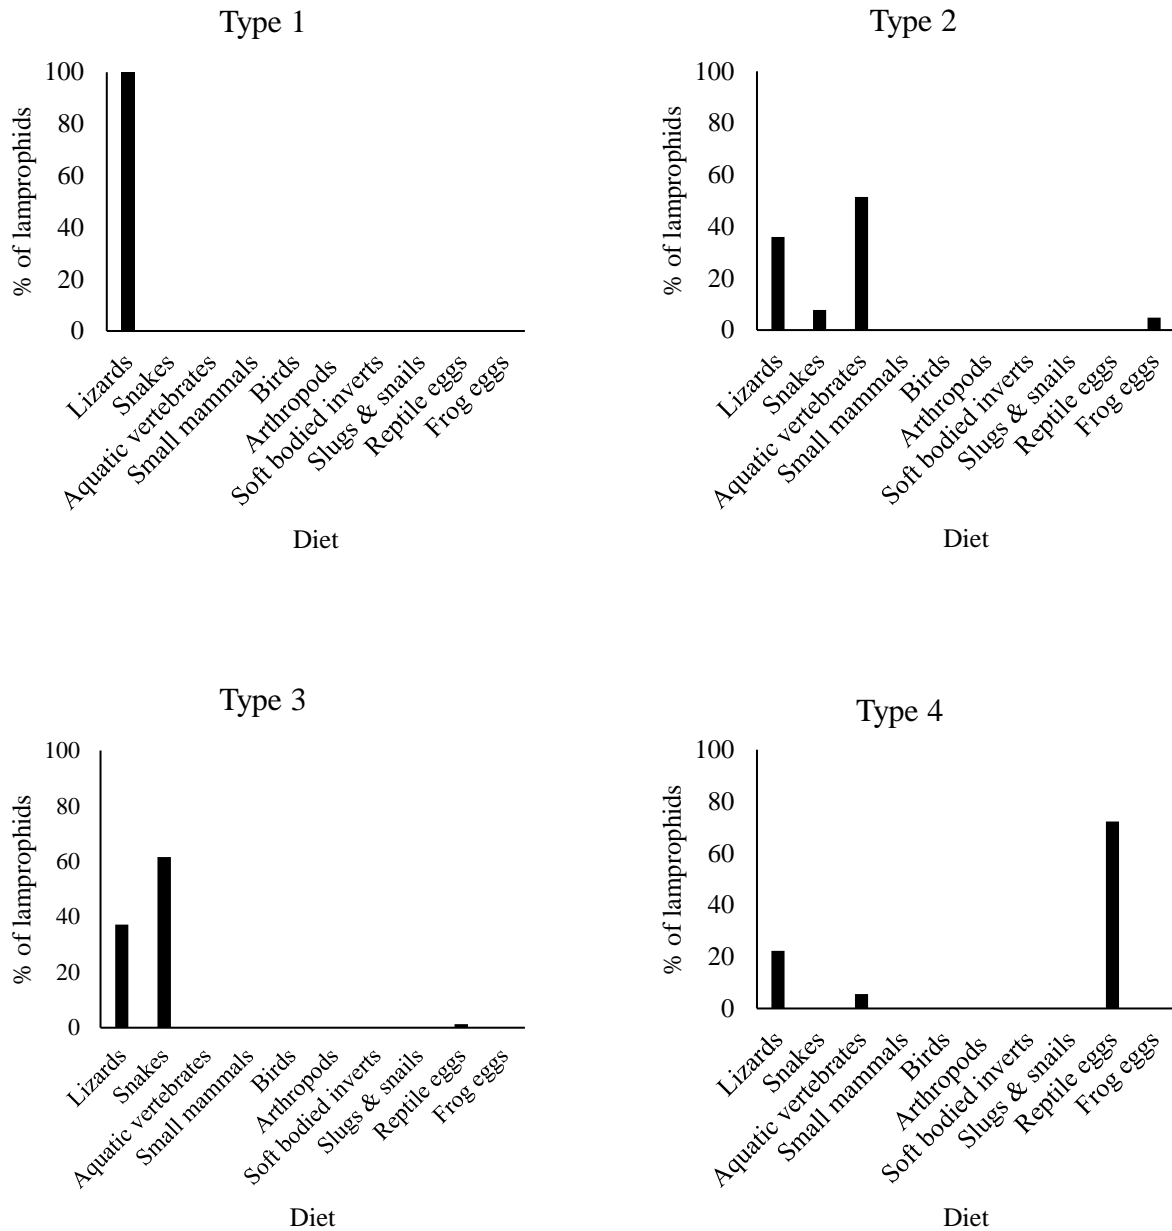 Type 1
% of lamprophids
100
80
60
40
20
0
Lizards
Snakes
Aquatic vertebrates
Small mammals
Birds
Arthropods
Soft bodied inverts
Slugs & snails
Reptile eggs
Frog eggs
Diet
Type 2
% of lamprophids
100
80
60
40
20
0
Lizards
Snakes
Aquatic vertebrates
Small mammals
Birds
Arthropods
Soft bodied inverts
Slugs & snails
Reptile eggs
Frog eggs
Diet
Type 3
% of lamprophids
100
80
60
40
20
0
Lizards
Snakes
Aquatic vertebrates
Small mammals
Birds
Arthropods
Soft bodied inverts
Slugs & snails
Reptile eggs
Frog eggs
Diet
Type 4
% of lamprophids
100
80
60
40
20
0
Lizards
Snakes
Aquatic vertebrates
Small mammals
Birds
Arthropods
Soft bodied inverts
Slugs & snails
Reptile eggs
Frog eggs
Diet